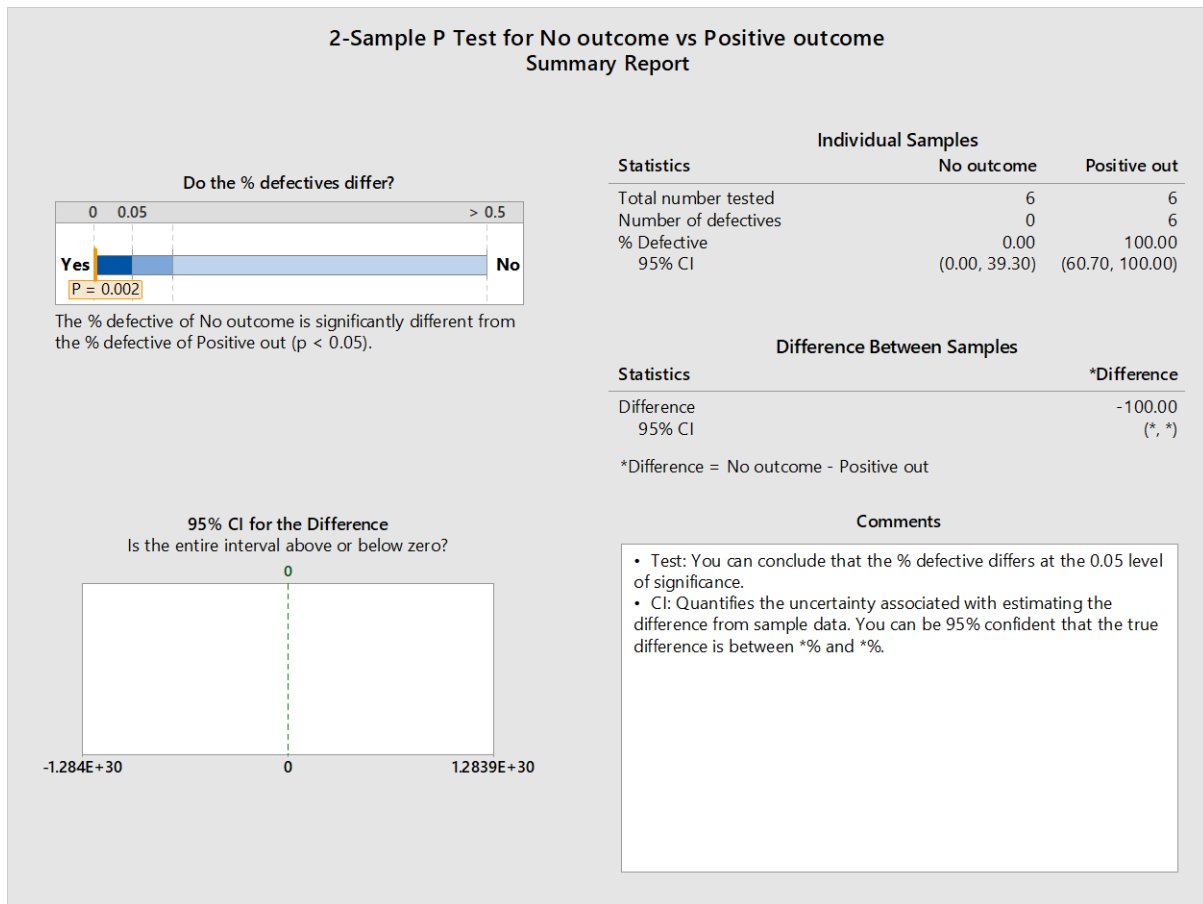 2-Sample P Test for No outcome vs Positive outcome
Summary Report
Do the % defectives differ?
0 0.05 > 0.5
Yes No
P = 0.002
The % defective of No outcome is significantly different from
the % defective of Positive out (p < 0.05).
Individual Samples
Statistics No outcome Positive out
Total number tested 6 6
Number of defectives 0 6
% Defective 0.00 100.00
95% CI (0.00, 39.30) (60.70, 100.00)
Difference Between Samples
Statistics *Difference
Difference -100.00
95% CI (*, *)
*Difference = No outcome - Positive out
95% CI for the Difference
Is the entire interval above or below zero?
0
-1.284E+30 0 1.2839E+30
Comments
• Test: You can conclude that the % defective differs at the 0.05 level
of significance.
• CI: Quantifies the uncertainty associated with estimating the
difference from sample data. You can be 95% confident that the true
difference is between *% and *%.